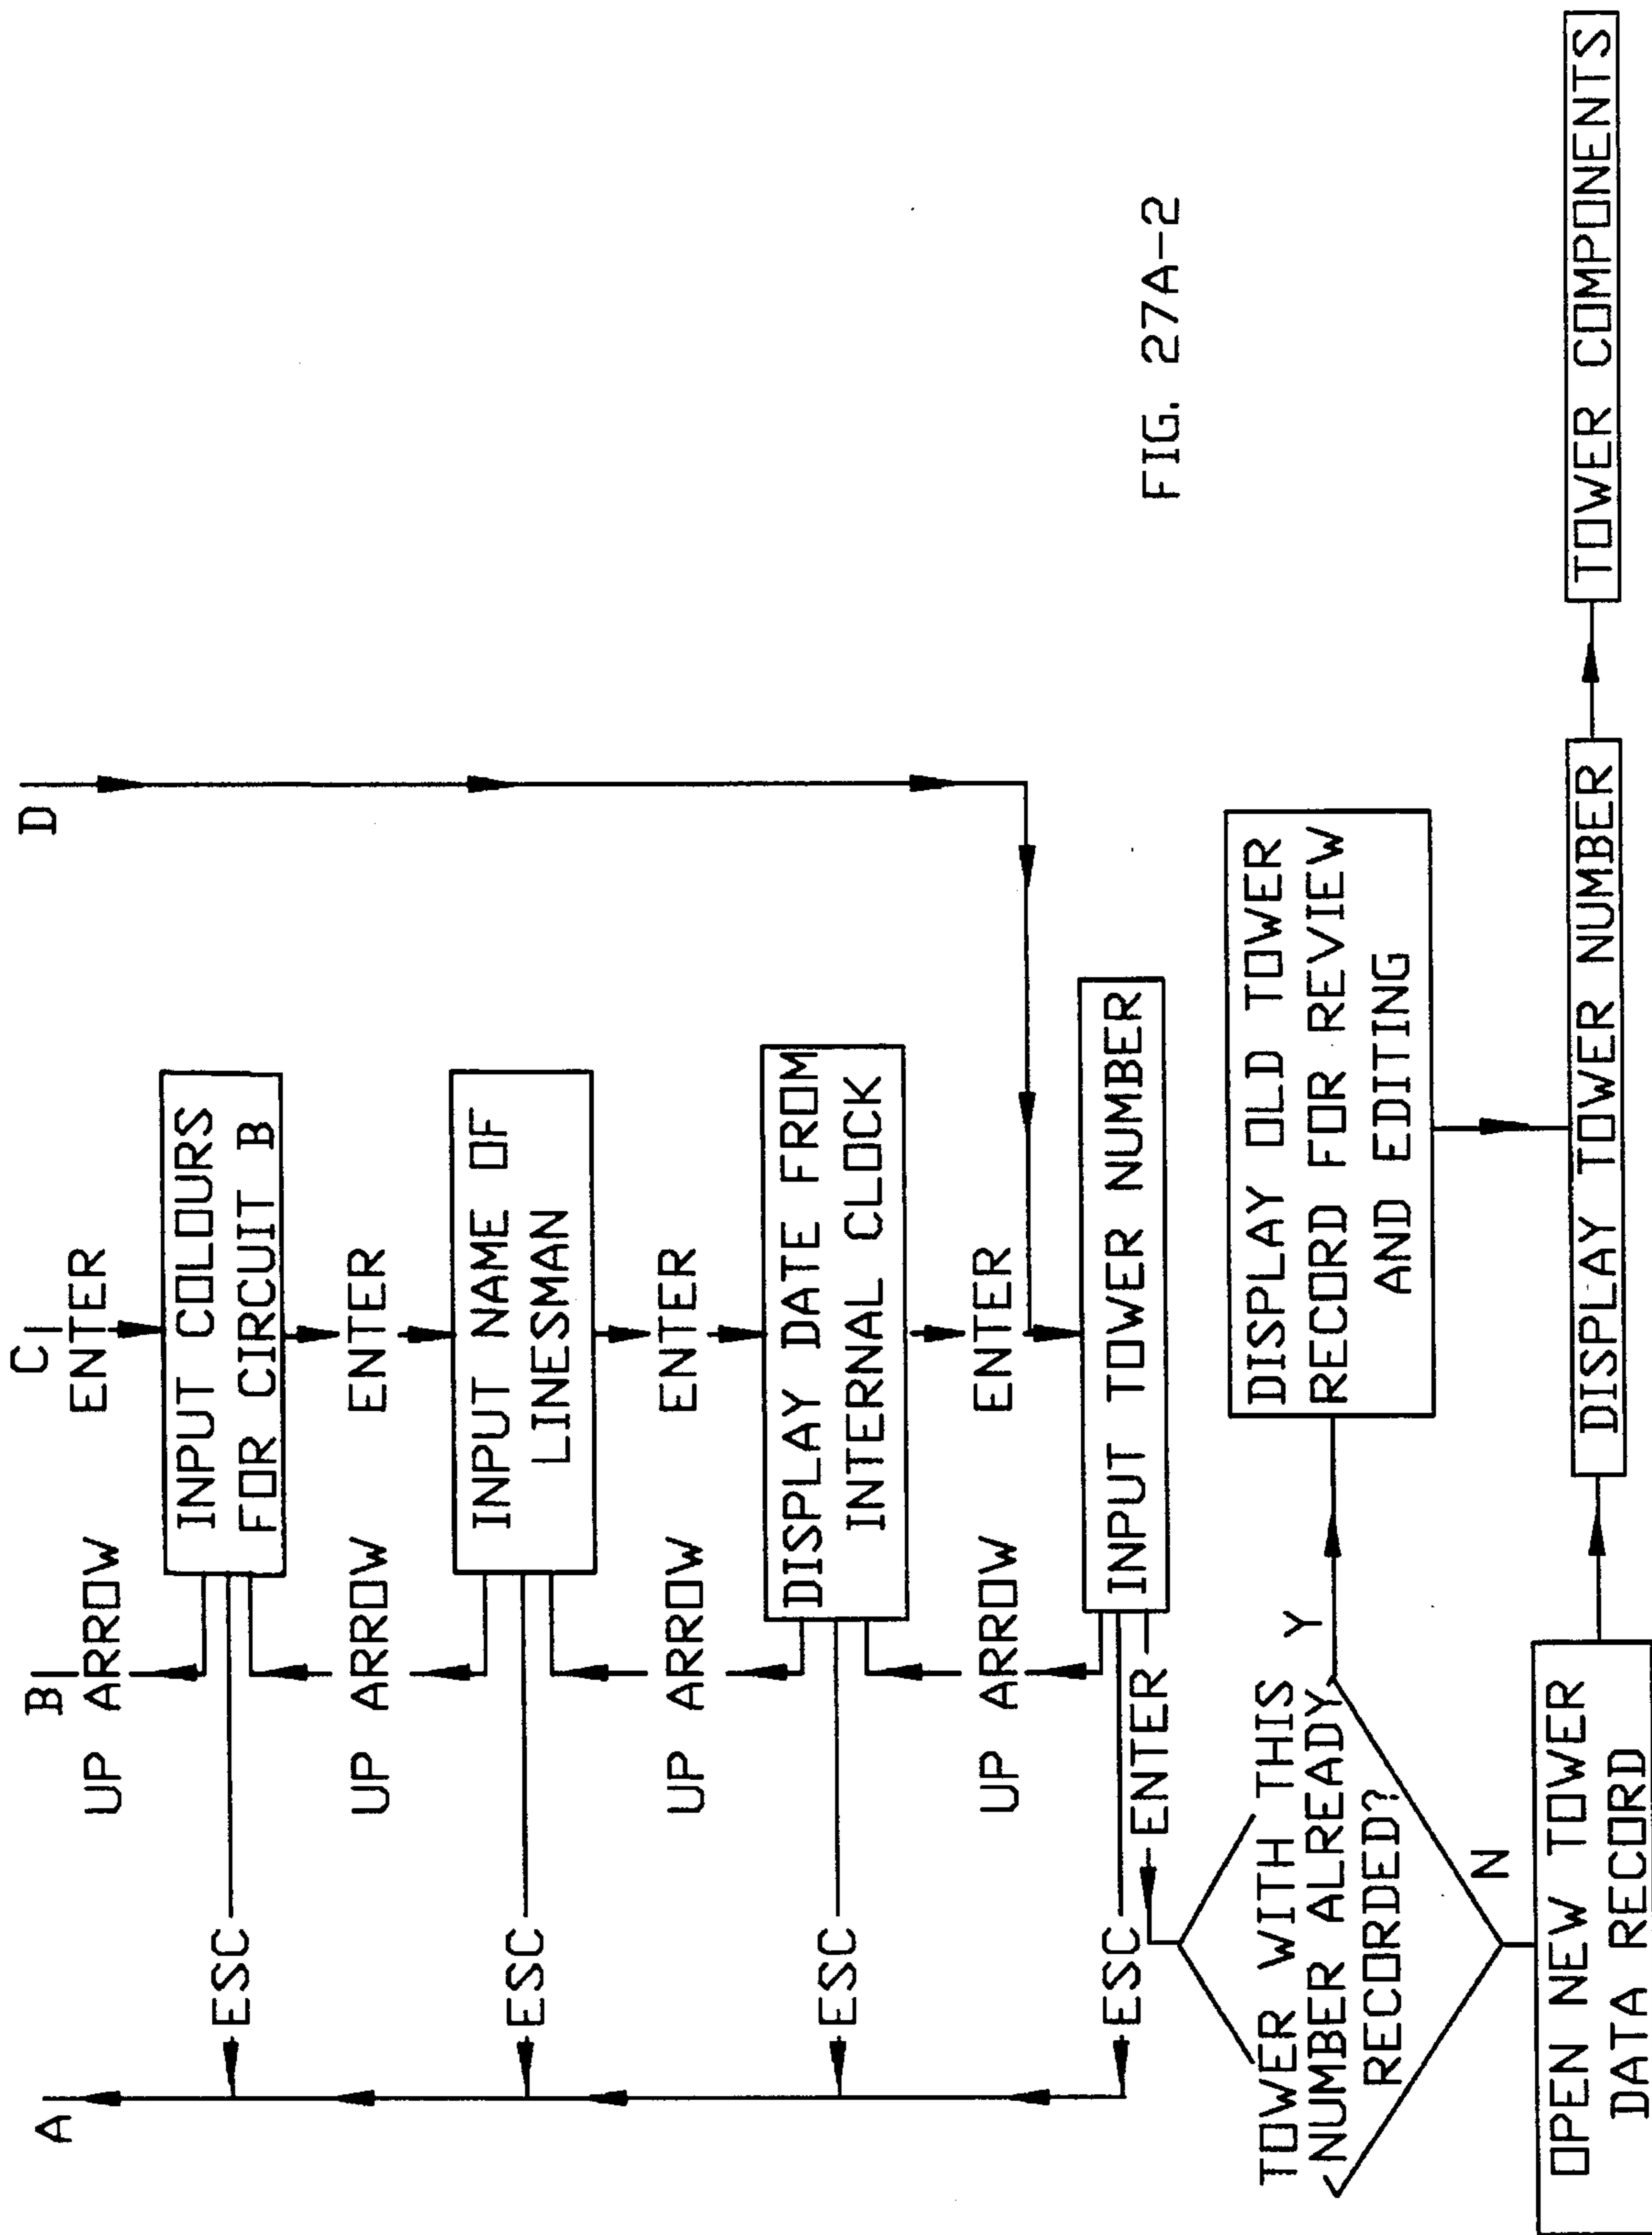 A
B
UP ARROW
C
ENTER
D
ESC
INPUT COLOURS
FOR CIRCUIT B
UP ARROW
ENTER
ESC
INPUT NAME OF
LINESMAN
UP ARROW
ENTER
ESC
DISPLAY DATE FROM
INTERNAL CLOCK
UP ARROW
ENTER
ESC
INPUT TOWER NUMBER
ENTER
FIG. 27A-2
TOWER WITH THIS
NUMBER ALREADY
RECORDED?
Y
N
DISPLAY OLD TOWER
RECORD FOR REVIEW
AND EDITING
OPEN NEW TOWER
DATA RECORD
DISPLAY TOWER NUMBER
TOWER COMPONENTS